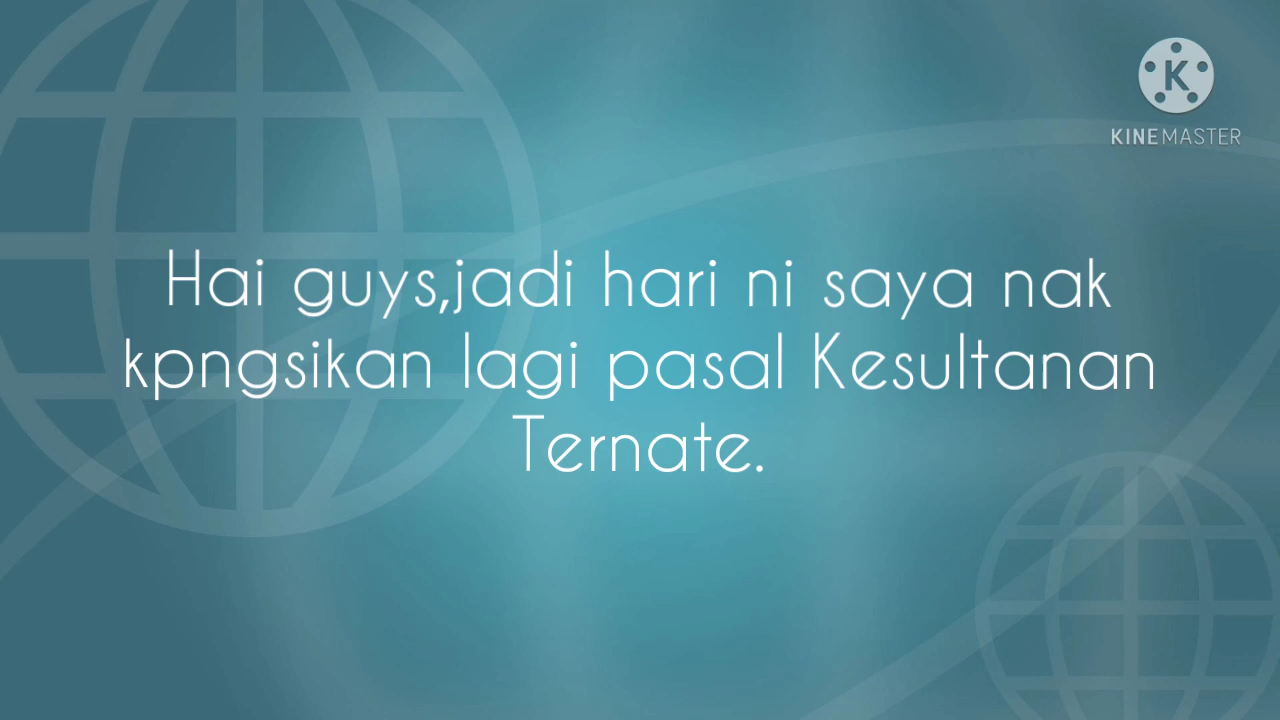 KINEMASTER
Hai guys,jadi hari ni saya nak
kpngsikan lagi pasal Kesultanan
Ternate.